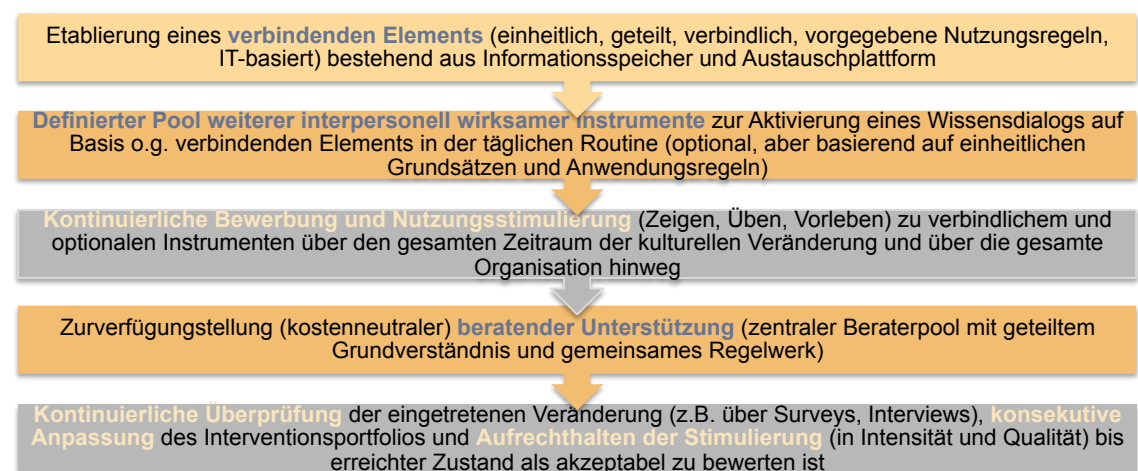 Etablierung eines verbindenden Elements (einheitlich, geteilt, verbindlich, vorgegebene Nutzungsregeln,
IT-basiert) bestehend aus Informationsspeicher und Austauschplattform
Definierter Pool weiterer interpersonell wirksamer Instrumente zur Aktivierung eines Wissensdialogs auf
Basis o.g. verbindenden Elements in der täglichen Routine (optional, aber basierend auf einheitlichen
Grundsätzen und Anwendungsregeln)
Kontinuierliche Bewerbung und Nutzungsstimulierung (Zeigen, Üben, Vorleben) zu verbindlichem und
optionalen Instrumenten über den gesamten Zeitraum der kulturellen Veränderung und über die gesamte
Organisation hinweg
Zurverfügungstellung (kostenneutraler) beratender Unterstützung (zentraler Beraterpool mit geteiltem
Grundverständnis und gemeinsames Regelwerk)
Kontinuierliche Überprüfung der eingetretenen Veränderung (z.B. über Surveys, Interviews), konsekutive
Anpassung des Interventionsportfolios und Aufrechthalten der Stimulierung (in Intensität und Qualität) bis
erreichter Zustand als akzeptabel zu bewerten ist